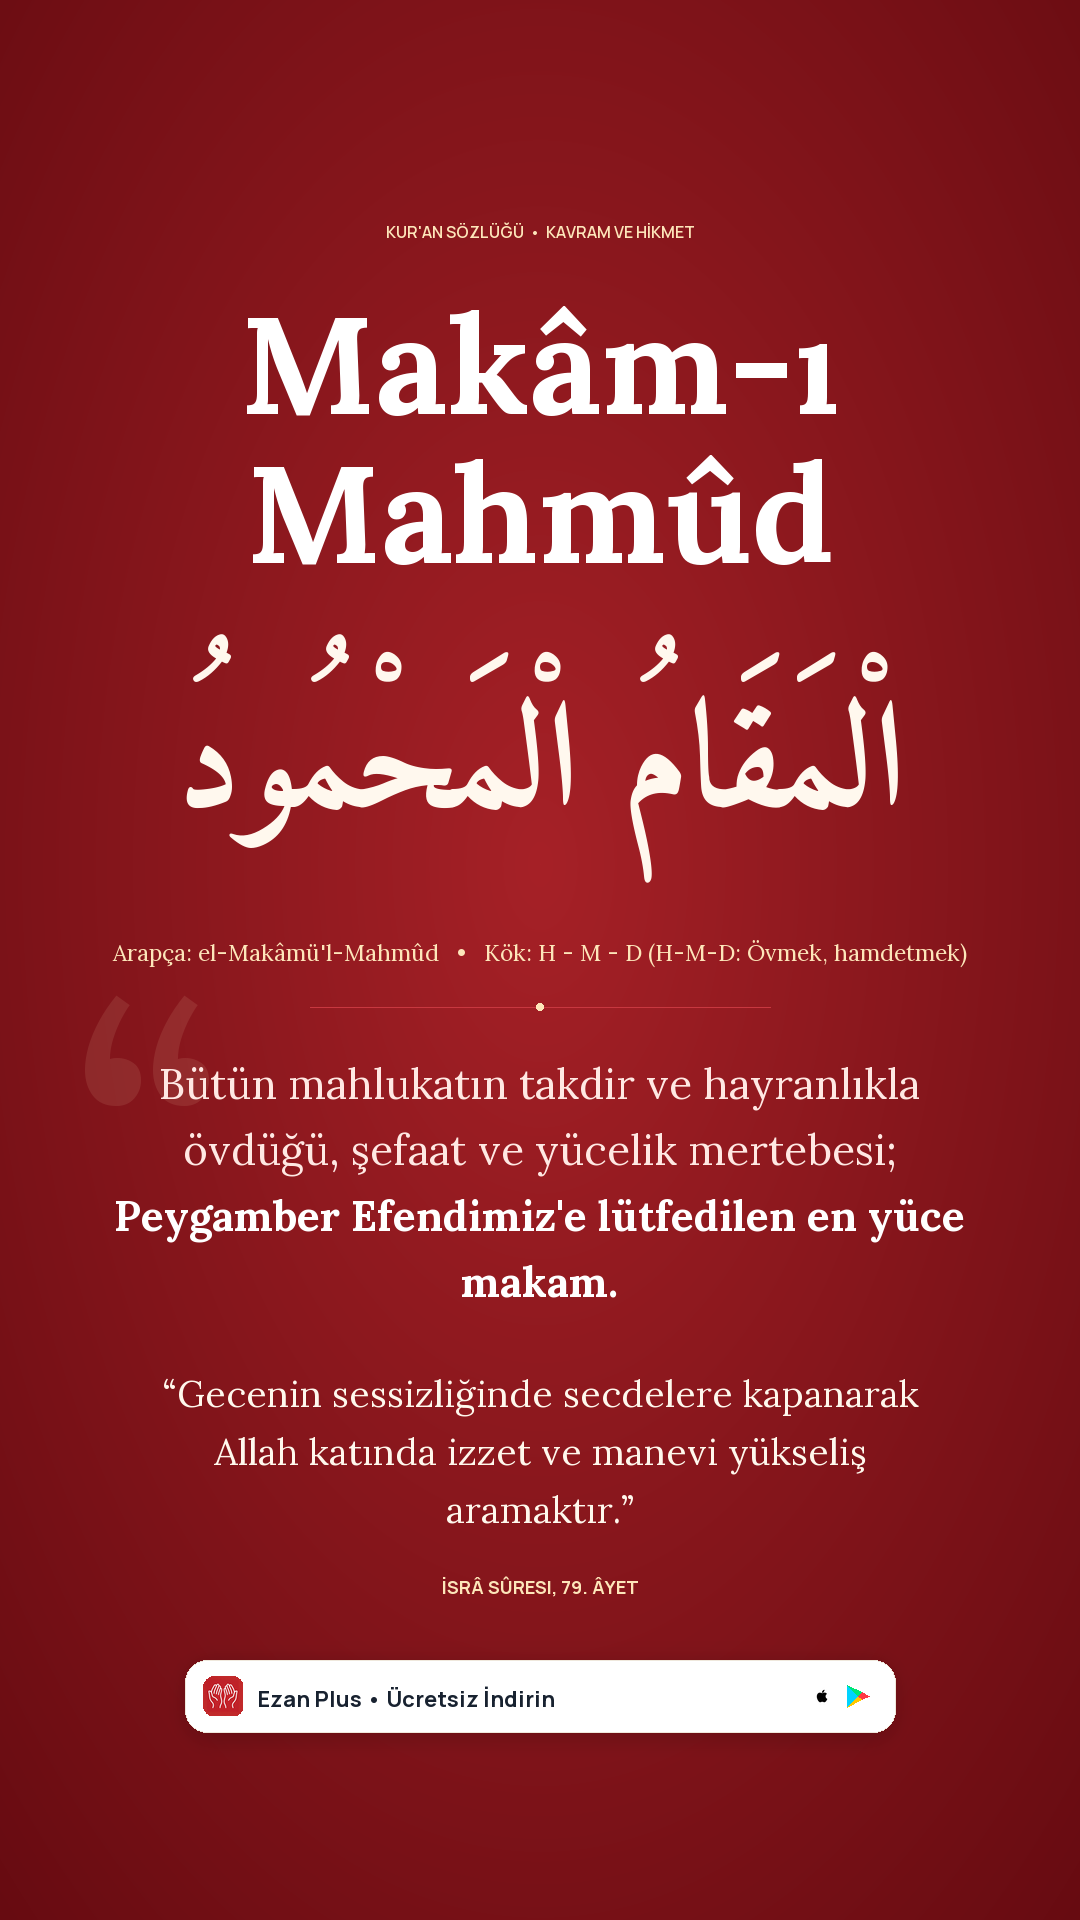 KUR'AN SÖZLÜĞÜ • KAVRAM VE HİKMET
Makâm-ı
Mahmûd
الْمَقَامُ الْمَحْمُودُ
Arapça: el-Makâmü'l-Mahmûd • Kök: H - M - D (H-M-D: Övmek, hamdetmek)
“
Bütün mahlukatın takdir ve hayranlıkla
övdüğü, şefaat ve yücelik mertebesi;
Peygamber Efendimiz'e lütfedilen en yüce
makam.
“Gecenin sessizliğinde secdelere kapanarak
Allah katında izzet ve manevi yükseliş
aramaktır.”
İSRÂ SÛRESI, 79. ÂYET
Ezan Plus • Ücretsiz İndirin